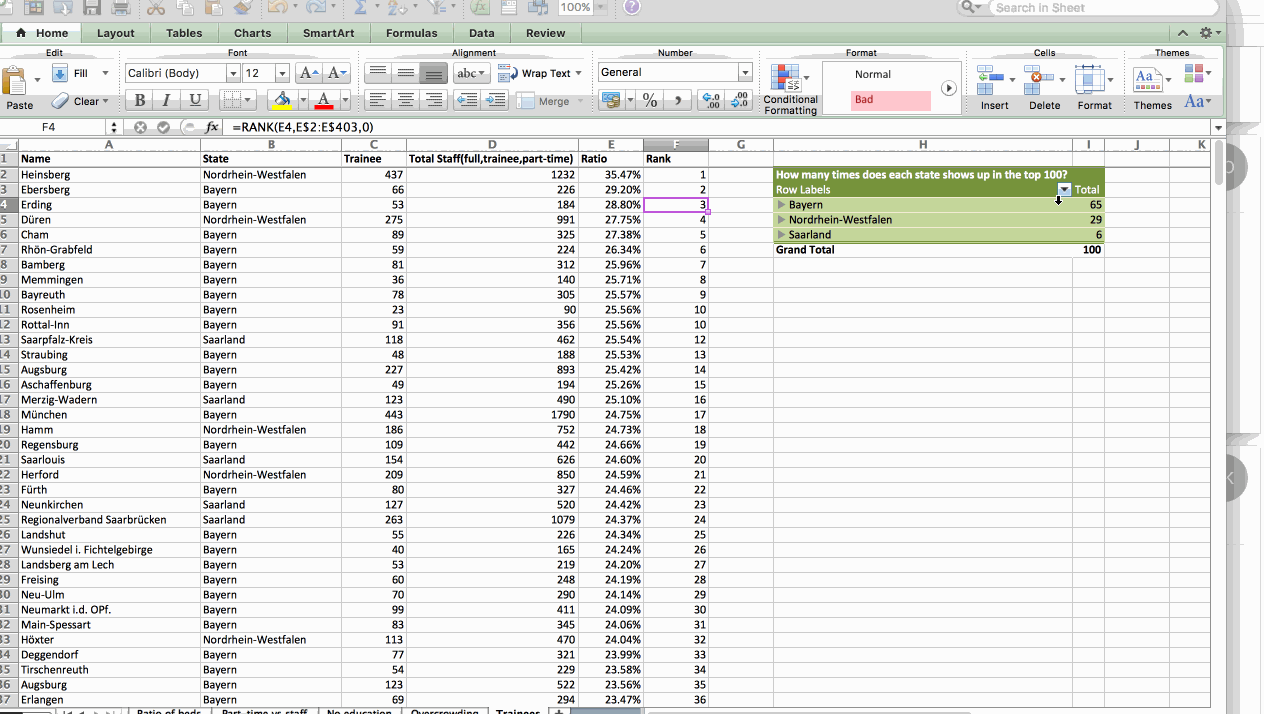 100%
Search in Sheet
Home Layout Tables Charts SmartArt Formulas Data Review
Edit Font Alignment Number Format Cells Themes
Fill Calibri (Body) 12 A A abc Wrap Text General Normal
Paste Clear B I U A Merge % Conditional Formatting Bad Insert Delete Format Themes Aa
F4 fx =RANK(E4,E$2:E$403,0)
A B C D E F G H I J K
1 Name State Trainee Total Staff(full,trainee,part-time) Ratio Rank
2 Heinsberg Nordrhein-Westfalen 437 1232 35.47% 1 How many times does each state shows up in the top 100?
3 Ebersberg Bayern 66 226 29.20% 2 Row Labels Total
4 Erding Bayern 53 184 28.80% 3 Bayern 65
5 Düren Nordrhein-Westfalen 275 991 27.75% 4 Nordrhein-Westfalen 29
6 Cham Bayern 89 325 27.38% 5 Saarland 6
7 Rhön-Grabfeld Bayern 59 224 26.34% 6 Grand Total 100
8 Bamberg Bayern 81 312 25.96% 7
9 Memmingen Bayern 36 140 25.71% 8
10 Bayreuth Bayern 78 305 25.57% 9
11 Rosenheim Bayern 23 90 25.56% 10
12 Rottal-Inn Bayern 91 356 25.56% 10
13 Saarpfalz-Kreis Saarland 118 462 25.54% 12
14 Straubing Bayern 48 188 25.53% 13
15 Augsburg Bayern 227 893 25.42% 14
16 Aschaffenburg Bayern 49 194 25.26% 15
17 Merzig-Wadern Saarland 123 490 25.10% 16
18 München Bayern 443 1790 24.75% 17
19 Hamm Nordrhein-Westfalen 186 752 24.73% 18
20 Regensburg Bayern 109 442 24.66% 19
21 Saarlouis Saarland 154 626 24.60% 20
22 Herford Nordrhein-Westfalen 209 850 24.59% 21
23 Fürth Bayern 80 327 24.46% 22
24 Neunkirchen Saarland 127 520 24.42% 23
25 Regionalverband Saarbrücken Saarland 263 1079 24.37% 24
26 Landshut Bayern 55 226 24.34% 25
27 Wunsiedel i. Fichtelgebirge Bayern 40 165 24.24% 26
28 Landsberg am Lech Bayern 53 219 24.20% 27
29 Freising Bayern 60 248 24.19% 28
30 Neu-Ulm Bayern 70 290 24.14% 29
31 Neumarkt i.d. OPf. Bayern 99 411 24.09% 30
32 Main-Spessart Bayern 83 345 24.06% 31
33 Höxter Nordrhein-Westfalen 113 470 24.04% 32
34 Deggendorf Bayern 77 321 23.99% 33
35 Tirschenreuth Bayern 54 229 23.58% 34
36 Augsburg Bayern 123 522 23.56% 35
37 Erlangen Bayern 69 294 23.47% 36
Ratio of beds Part-time vs staff No education Overcrowding Trainees